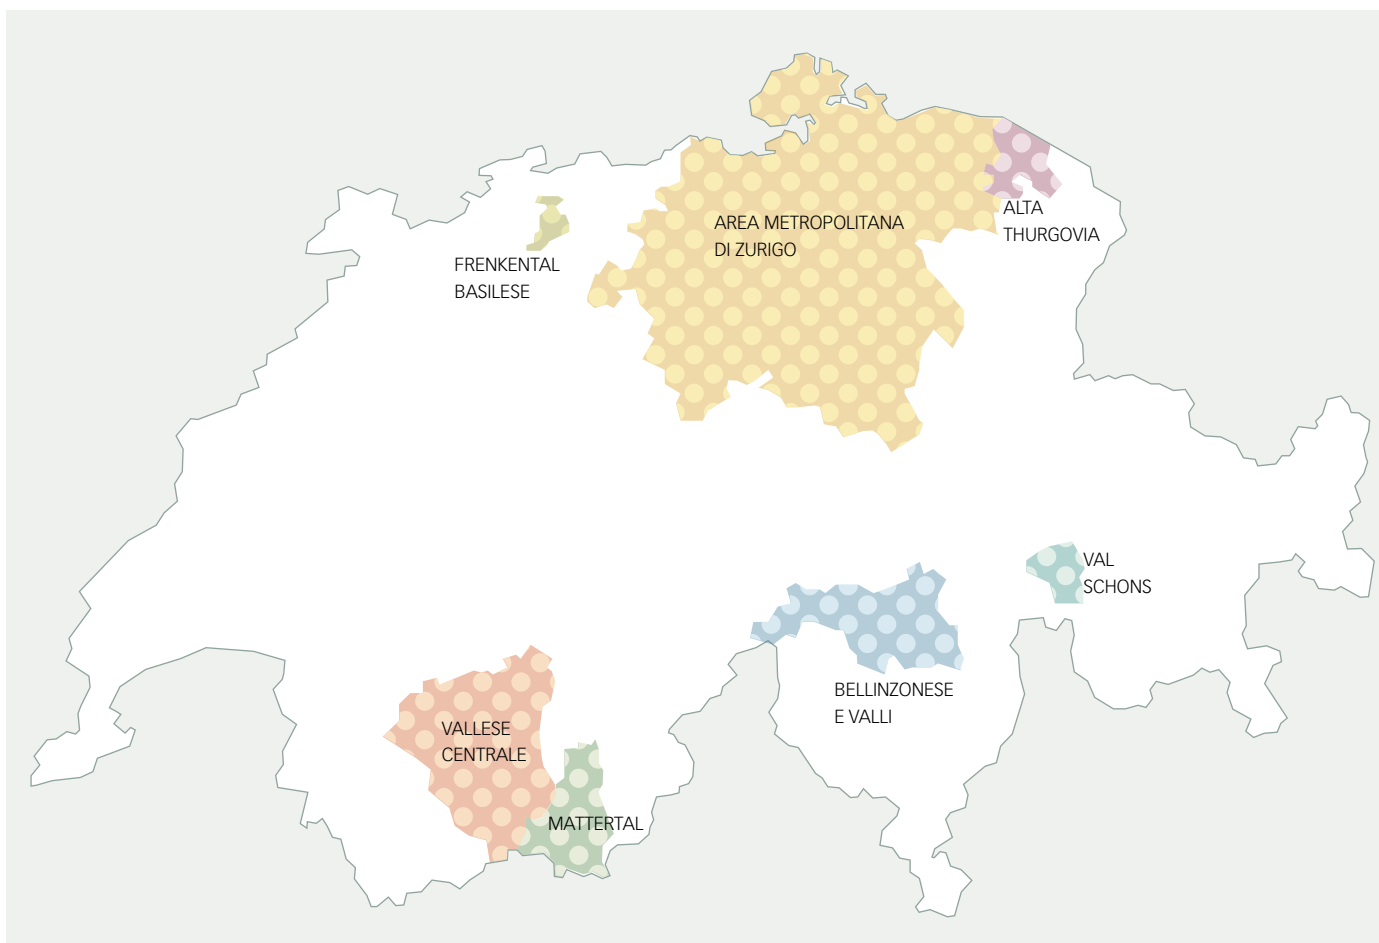 AREA METROPOLITANA
DI ZURIGO
ALTA
THURGOVIA
FRENKENTAL
BASILESE
VAL
SCHONS
BELLINZONESE
E VALLI
VALLESE
CENTRALE
MATTERTAL